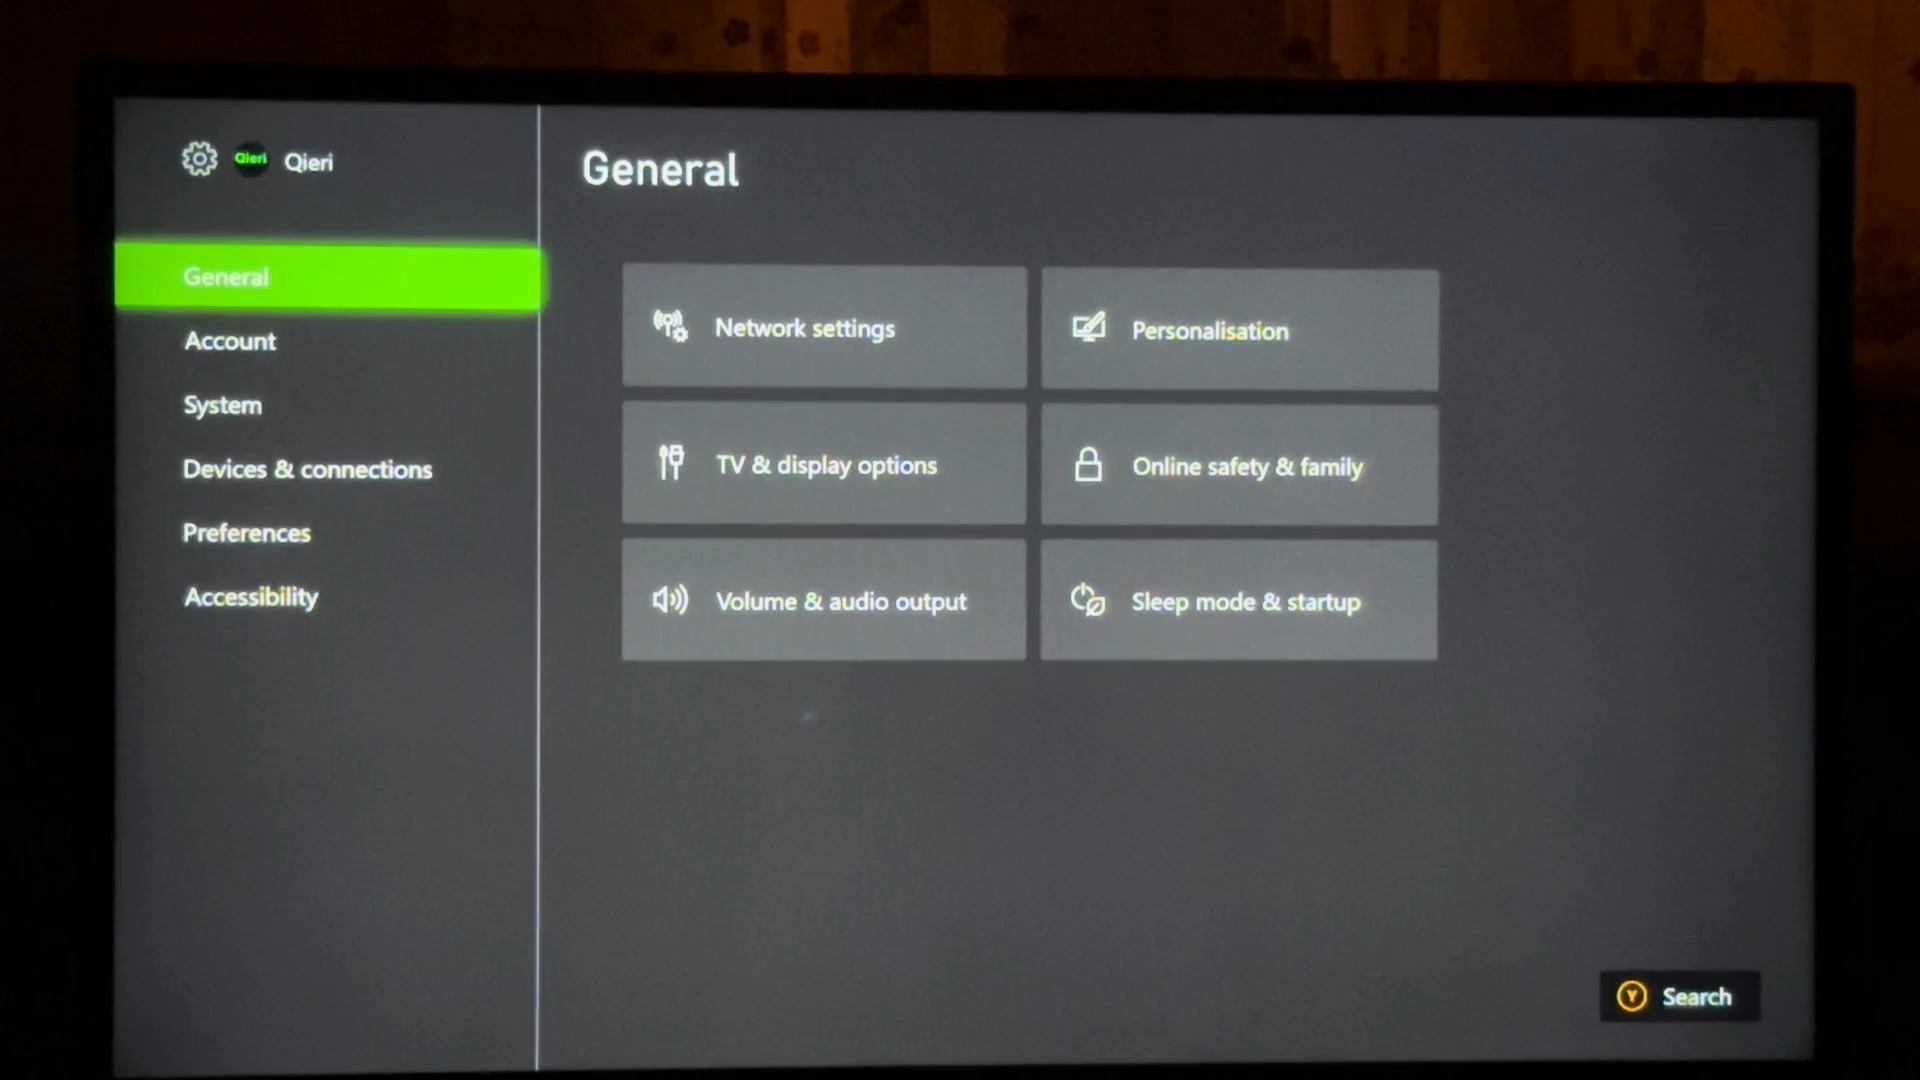 Qieri Qieri
General
Account
System
Devices & connections
Preferences
Accessibility
General
Network settings
Personalisation
TV & display options
Online safety & family
Volume & audio output
Sleep mode & startup
Y Search